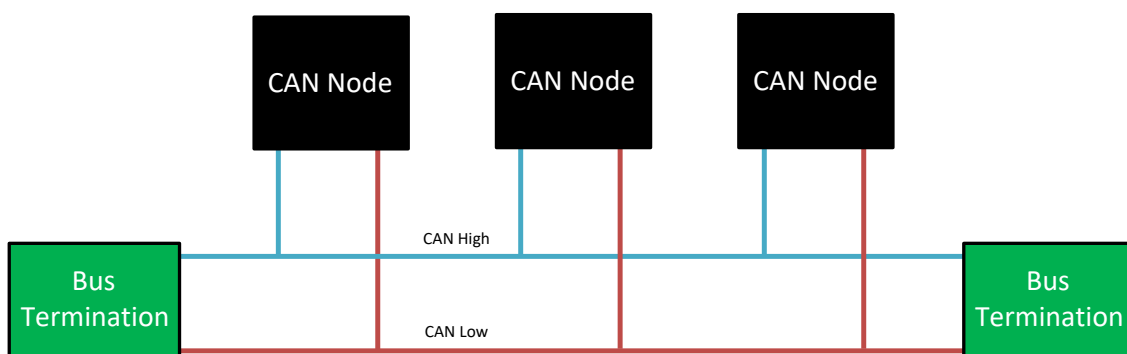 CAN Node
CAN Node
CAN Node
CAN High
Bus
Termination
Bus
Termination
CAN Low